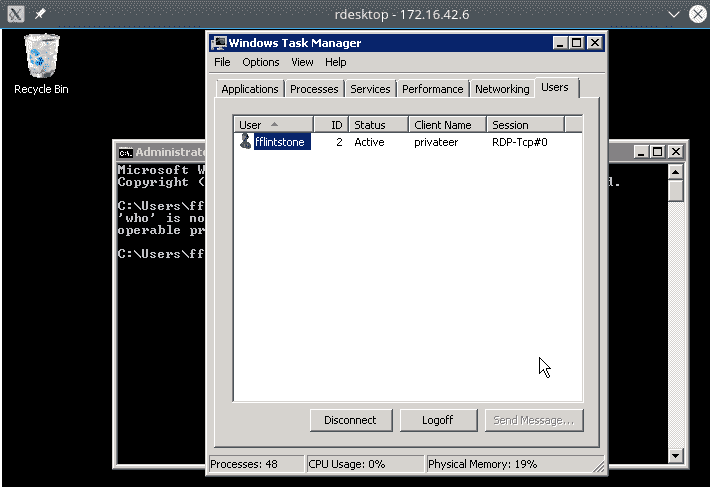 rdesktop - 172.16.42.6
Recycle Bin
Windows Task Manager
File Options View Help
Applications Processes Services Performance Networking Users
User ID Status Client Name Session
fflintstone 2 Active privateer RDP-Tcp#0
Disconnect Logoff Send Message...
Processes: 48 CPU Usage: 0% Physical Memory: 19%
Administrato
Microsoft W
Copyright < d.
C:\Users\ff
'who' is no
operable pr
C:\Users\ff